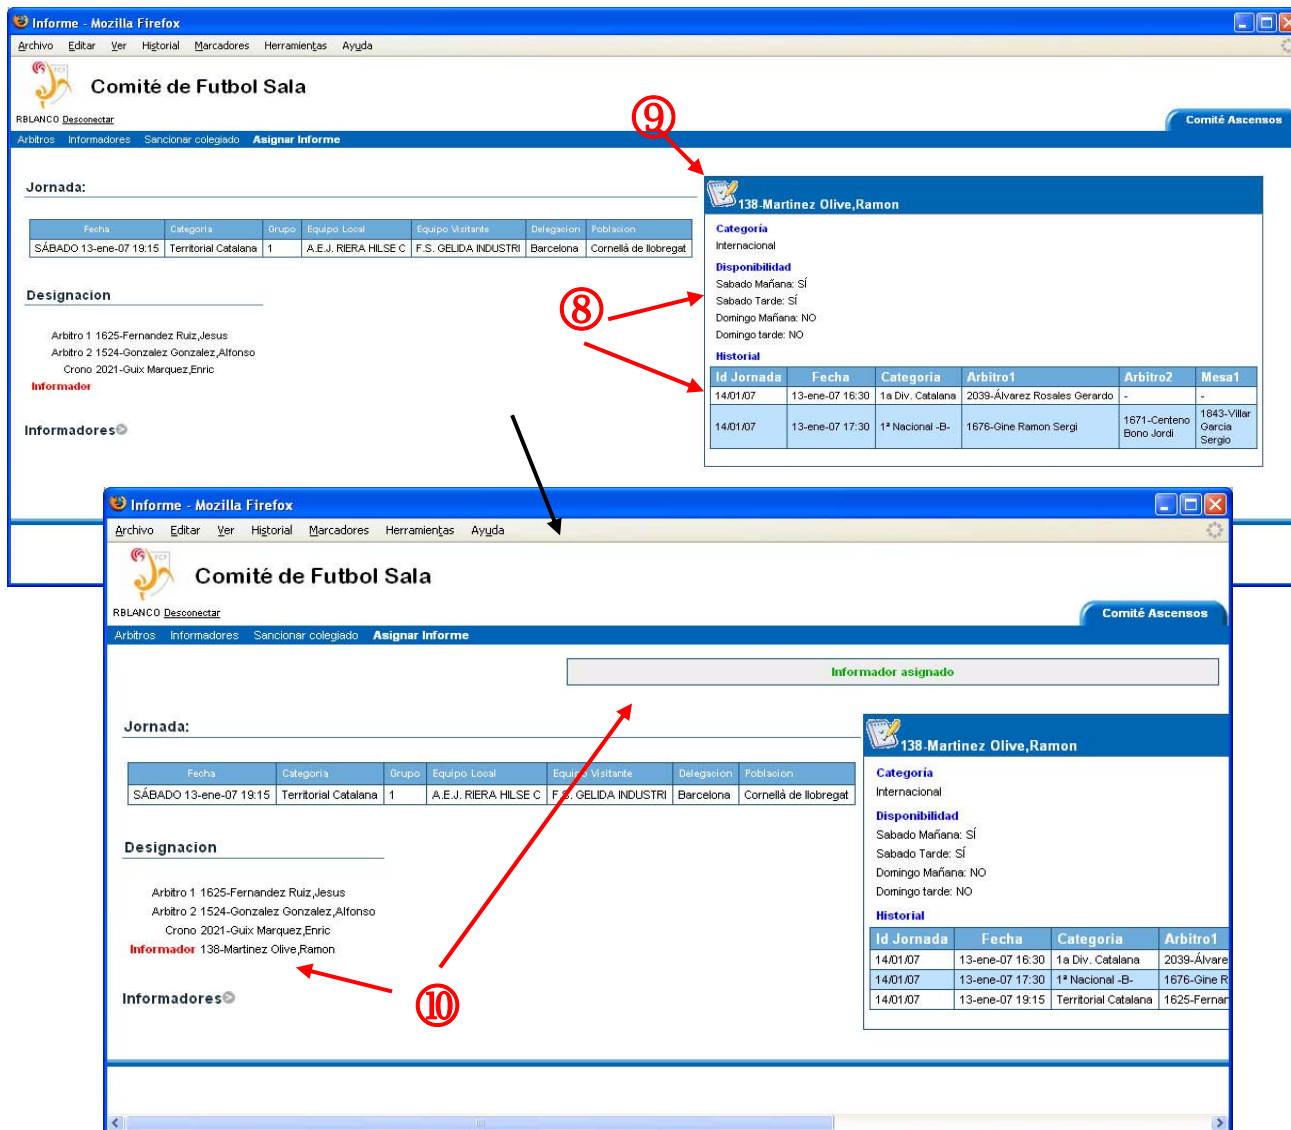 Informe - Mozilla Firefox
Archivo Editar Ver Historial Marcadores Herramientas Ayuda
Comité de Futbol Sala
RBLANCO Desconectar
Comité Ascensos
Arbitros Informadores Sancionar colegiado Asignar Informe
⑨
Jornada:
Fecha Categoria Grupo Equipo Local Equipo Visitante Delegacion Poblacion
SÁBADO 13-ene-07 19:15 Territorial Catalana 1 A.E.J. RIERA HILSE C F.S. GELIDA INDUSTRI Barcelona Cornellà de llobregat
Designacion
Arbitro 1 1625-Fernandez Ruiz,Jesus
Arbitro 2 1524-Gonzalez Gonzalez,Alfonso
Crono 2021-Guix Marquez,Enric
Informador
Informadores
⑧
138-Martinez Olive,Ramon
Categoría
Internacional
Disponibilidad
Sabado Mañana: SÍ
Sabado Tarde: SÍ
Domingo Mañana: NO
Domingo tarde: NO
Historial
Id Jornada Fecha Categoria Arbitro1 Arbitro2 Mesa1
14/01/07 13-ene-07 16:30 1a Div. Catalana 2039-Álvarez Rosales Gerardo - -
14/01/07 13-ene-07 17:30 1ª Nacional -B- 1676-Gine Ramon Sergi 1671-Centeno Bono Jordi 1843-Villar Garcia Sergio
Informe - Mozilla Firefox
Archivo Editar Ver Historial Marcadores Herramientas Ayuda
FCF
Comité de Futbol Sala
RBLANCO Desconectar
Comité Ascensos
Arbitros Informadores Sancionar colegiado Asignar Informe
Informador asignado
Jornada:
Fecha Categoria Grupo Equipo Local Equipo Visitante Delegacion Poblacion
SÁBADO 13-ene-07 19:15 Territorial Catalana 1 A.E.J. RIERA HILSE C F.S. GELIDA INDUSTRI Barcelona Cornellà de llobregat
Designacion
Arbitro 1 1625-Fernandez Ruiz,Jesus
Arbitro 2 1524-Gonzalez Gonzalez,Alfonso
Crono 2021-Guix Marquez,Enric
Informador 138-Martinez Olive,Ramon
Informadores
⑩
138-Martinez Olive,Ramon
Categoría
Internacional
Disponibilidad
Sabado Mañana: SÍ
Sabado Tarde: SÍ
Domingo Mañana: NO
Domingo tarde: NO
Historial
Id Jornada Fecha Categoria Arbitro1
14/01/07 13-ene-07 16:30 1a Div. Catalana 2039-Álvare
14/01/07 13-ene-07 17:30 1ª Nacional -B- 1676-Gine R
14/01/07 13-ene-07 19:15 Territorial Catalana 1625-Fernar